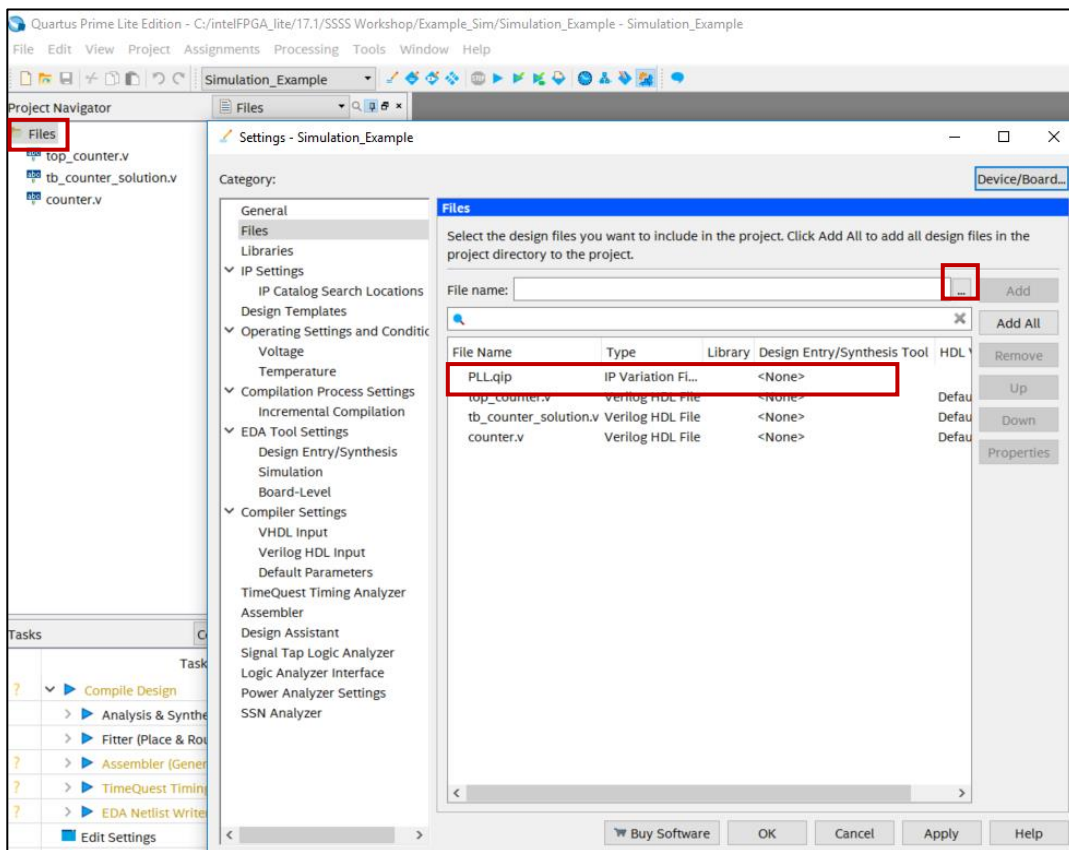 Quartus Prime Lite Edition - C:/intelFPGA_lite/17.1/SSSS Workshop/Example_Sim/Simulation_Example - Simulation_Example
File Edit View Project Assignments Processing Tools Window Help
Simulation_Example
Project Navigator Files
Files
top_counter.v
tb_counter_solution.v
counter.v
Settings - Simulation_Example
Category:
Device/Board...
General
Files
Libraries
IP Settings
IP Catalog Search Locations
Design Templates
Operating Settings and Conditic
Voltage
Temperature
Compilation Process Settings
Incremental Compilation
EDA Tool Settings
Design Entry/Synthesis
Simulation
Board-Level
Compiler Settings
VHDL Input
Verilog HDL Input
Default Parameters
TimeQuest Timing Analyzer
Assembler
Design Assistant
Signal Tap Logic Analyzer
Logic Analyzer Interface
Power Analyzer Settings
SSN Analyzer
Files
Select the design files you want to include in the project. Click Add All to add all design files in the
project directory to the project.
File name: ... Add
Add All
File Name Type Library Design Entry/Synthesis Tool HDL
PLL.qip IP Variation Fi... <None>
top_counter.v Verilog HDL File <None> Defau
tb_counter_solution.v Verilog HDL File <None> Defau
counter.v Verilog HDL File <None> Defau
Remove
Up
Down
Properties
Tasks
Task
? Compile Design
Analysis & Synthe
Fitter (Place & Rou
? Assembler (Gener
? TimeQuest Timing
? EDA Netlist Writer
Edit Settings
Buy Software OK Cancel Apply Help